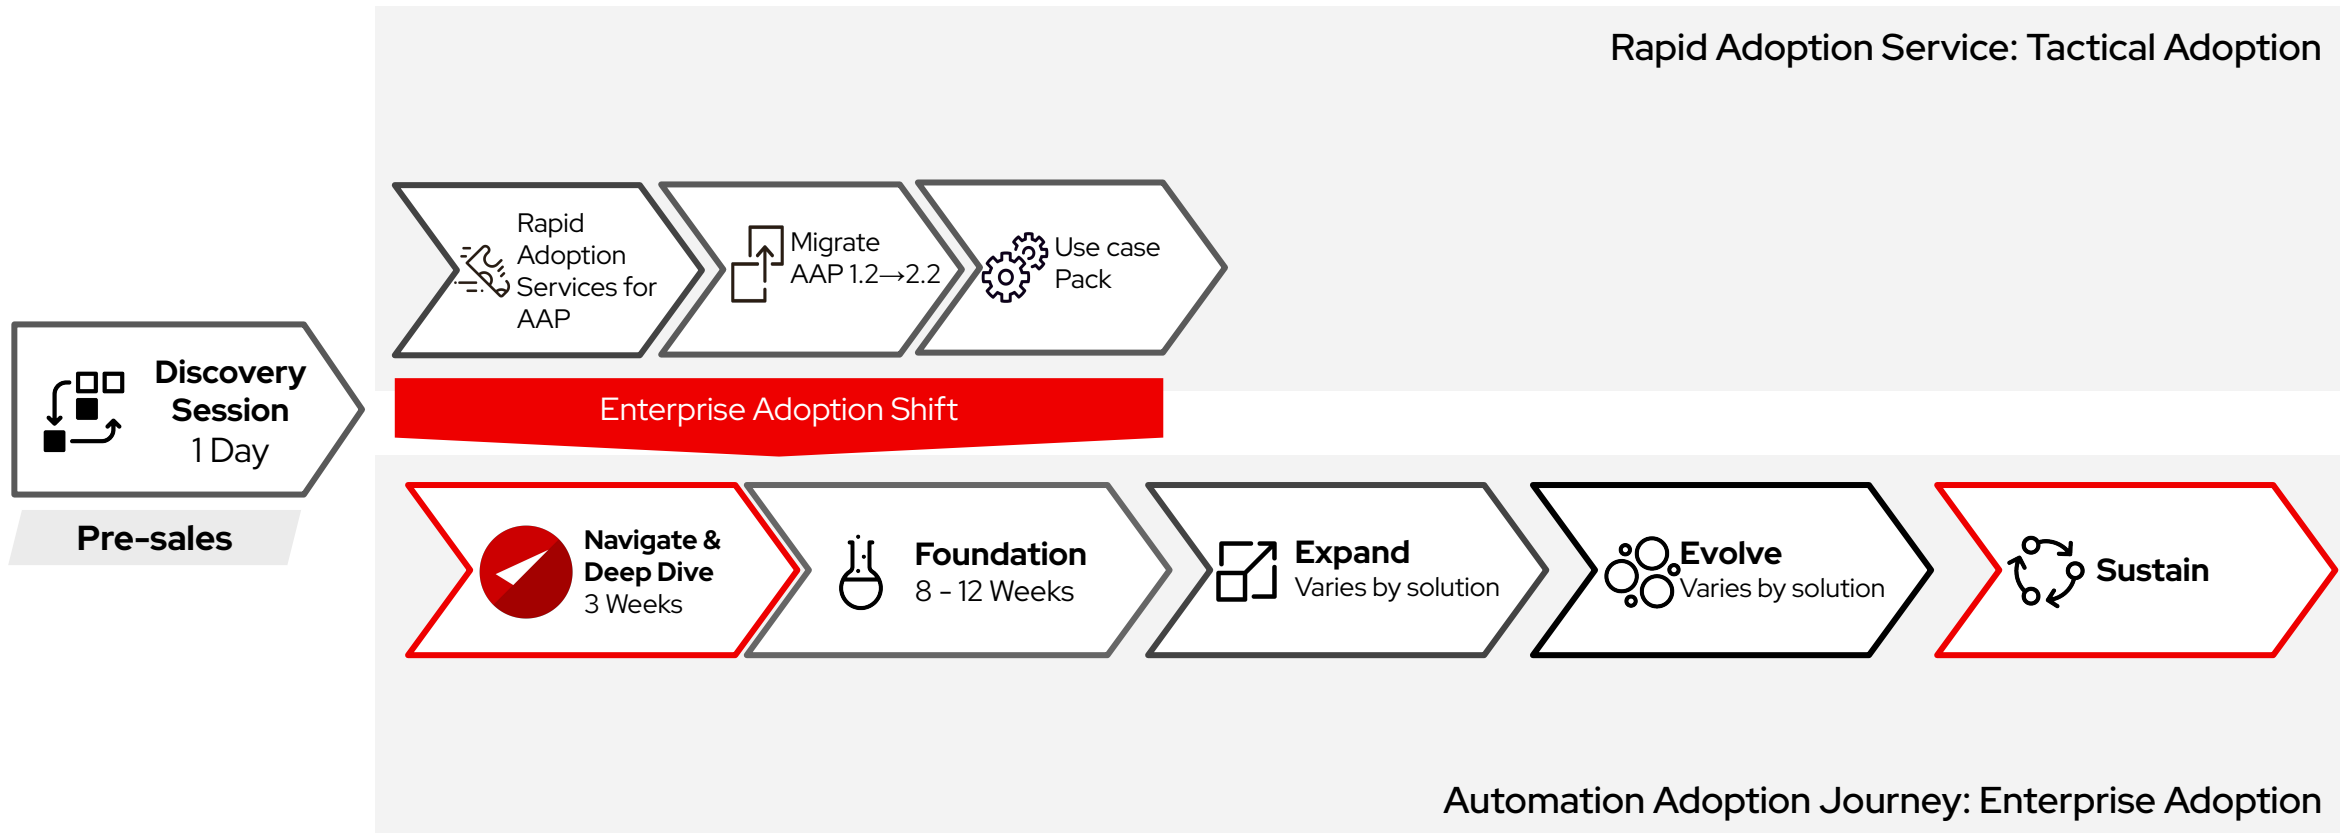 Rapid Adoption Service: Tactical Adoption
Rapid
Adoption
Services for
AAP
Migrate
AAP 1.2→2.2
Use case
Pack
Discovery
Session
1 Day
Pre-sales
Enterprise Adoption Shift
Navigate &
Deep Dive
3 Weeks
Foundation
8 - 12 Weeks
Expand
Varies by solution
Evolve
Varies by solution
Sustain
Automation Adoption Journey: Enterprise Adoption